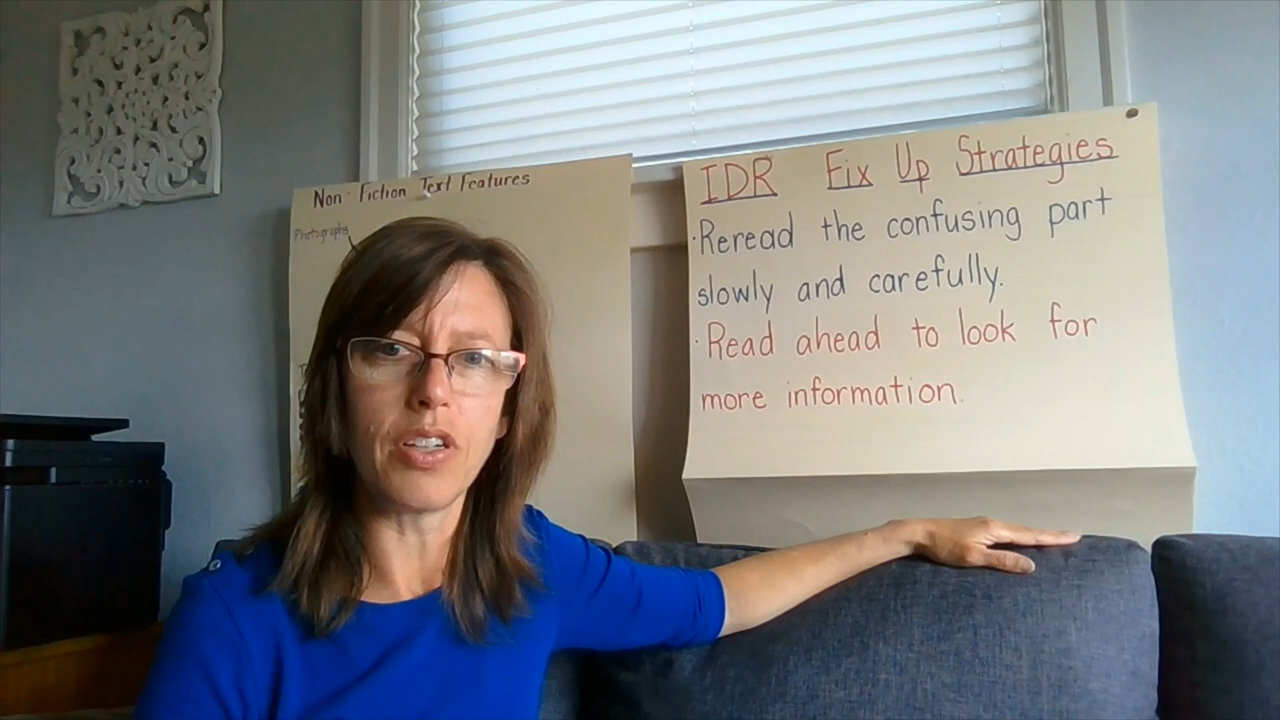 Non-Fiction Text Features
Photographs
IDR Fix Up Strategies
·Reread the confusing part
slowly and carefully.
·Read ahead to look for
more information.